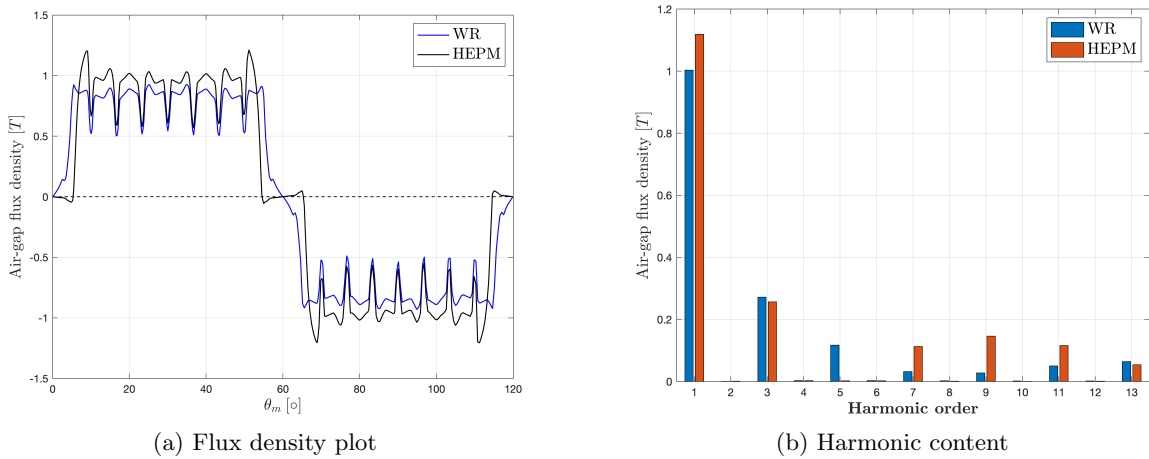 1.5
1
0.5
0
-0.5
-1
-1.5
Air-gap flux density [T]
0 20 40 60 80 100 120
θm [∘]
WR
HEPM
(a) Flux density plot
1.2
1
0.8
0.6
0.4
0.2
0
Air-gap flux density [T]
1 2 3 4 5 6 7 8 9 10 11 12 13
Harmonic order
WR
HEPM
(b) Harmonic content